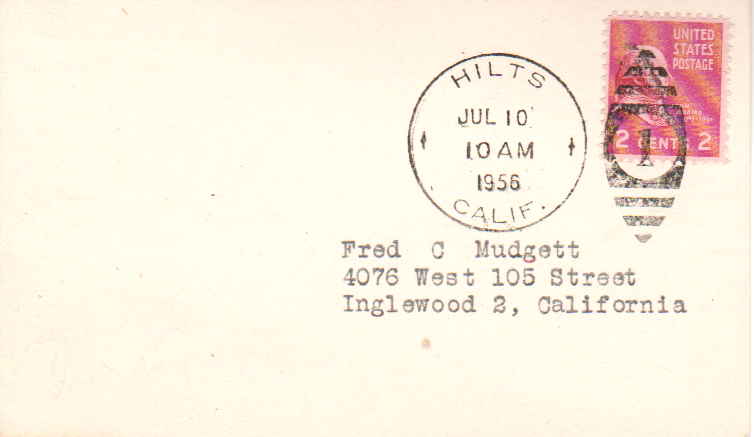 HILTS
JUL 10
10 AM
1956
CALIF.
UNITED
STATES
POSTAGE
2 CENTS 2
1
Fred C Mudgett
4076 West 105 Street
Inglewood 2, California